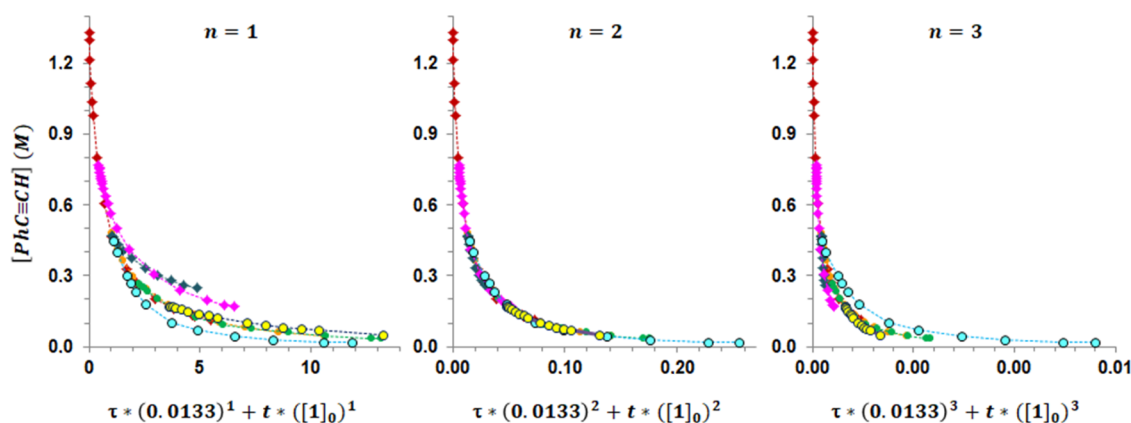 n = 1
n = 2
n = 3
[PhC≡CH] (M)
1.2
0.9
0.6
0.3
0.0
1.2
0.9
0.6
0.3
0.0
1.2
0.9
0.6
0.3
0.0
0 5 10
0.00 0.10 0.20
0.00 0.00 0.00 0.01
τ * (0.0133)¹ + t * ([1]₀)¹
τ * (0.0133)² + t * ([1]₀)²
τ * (0.0133)³ + t * ([1]₀)³